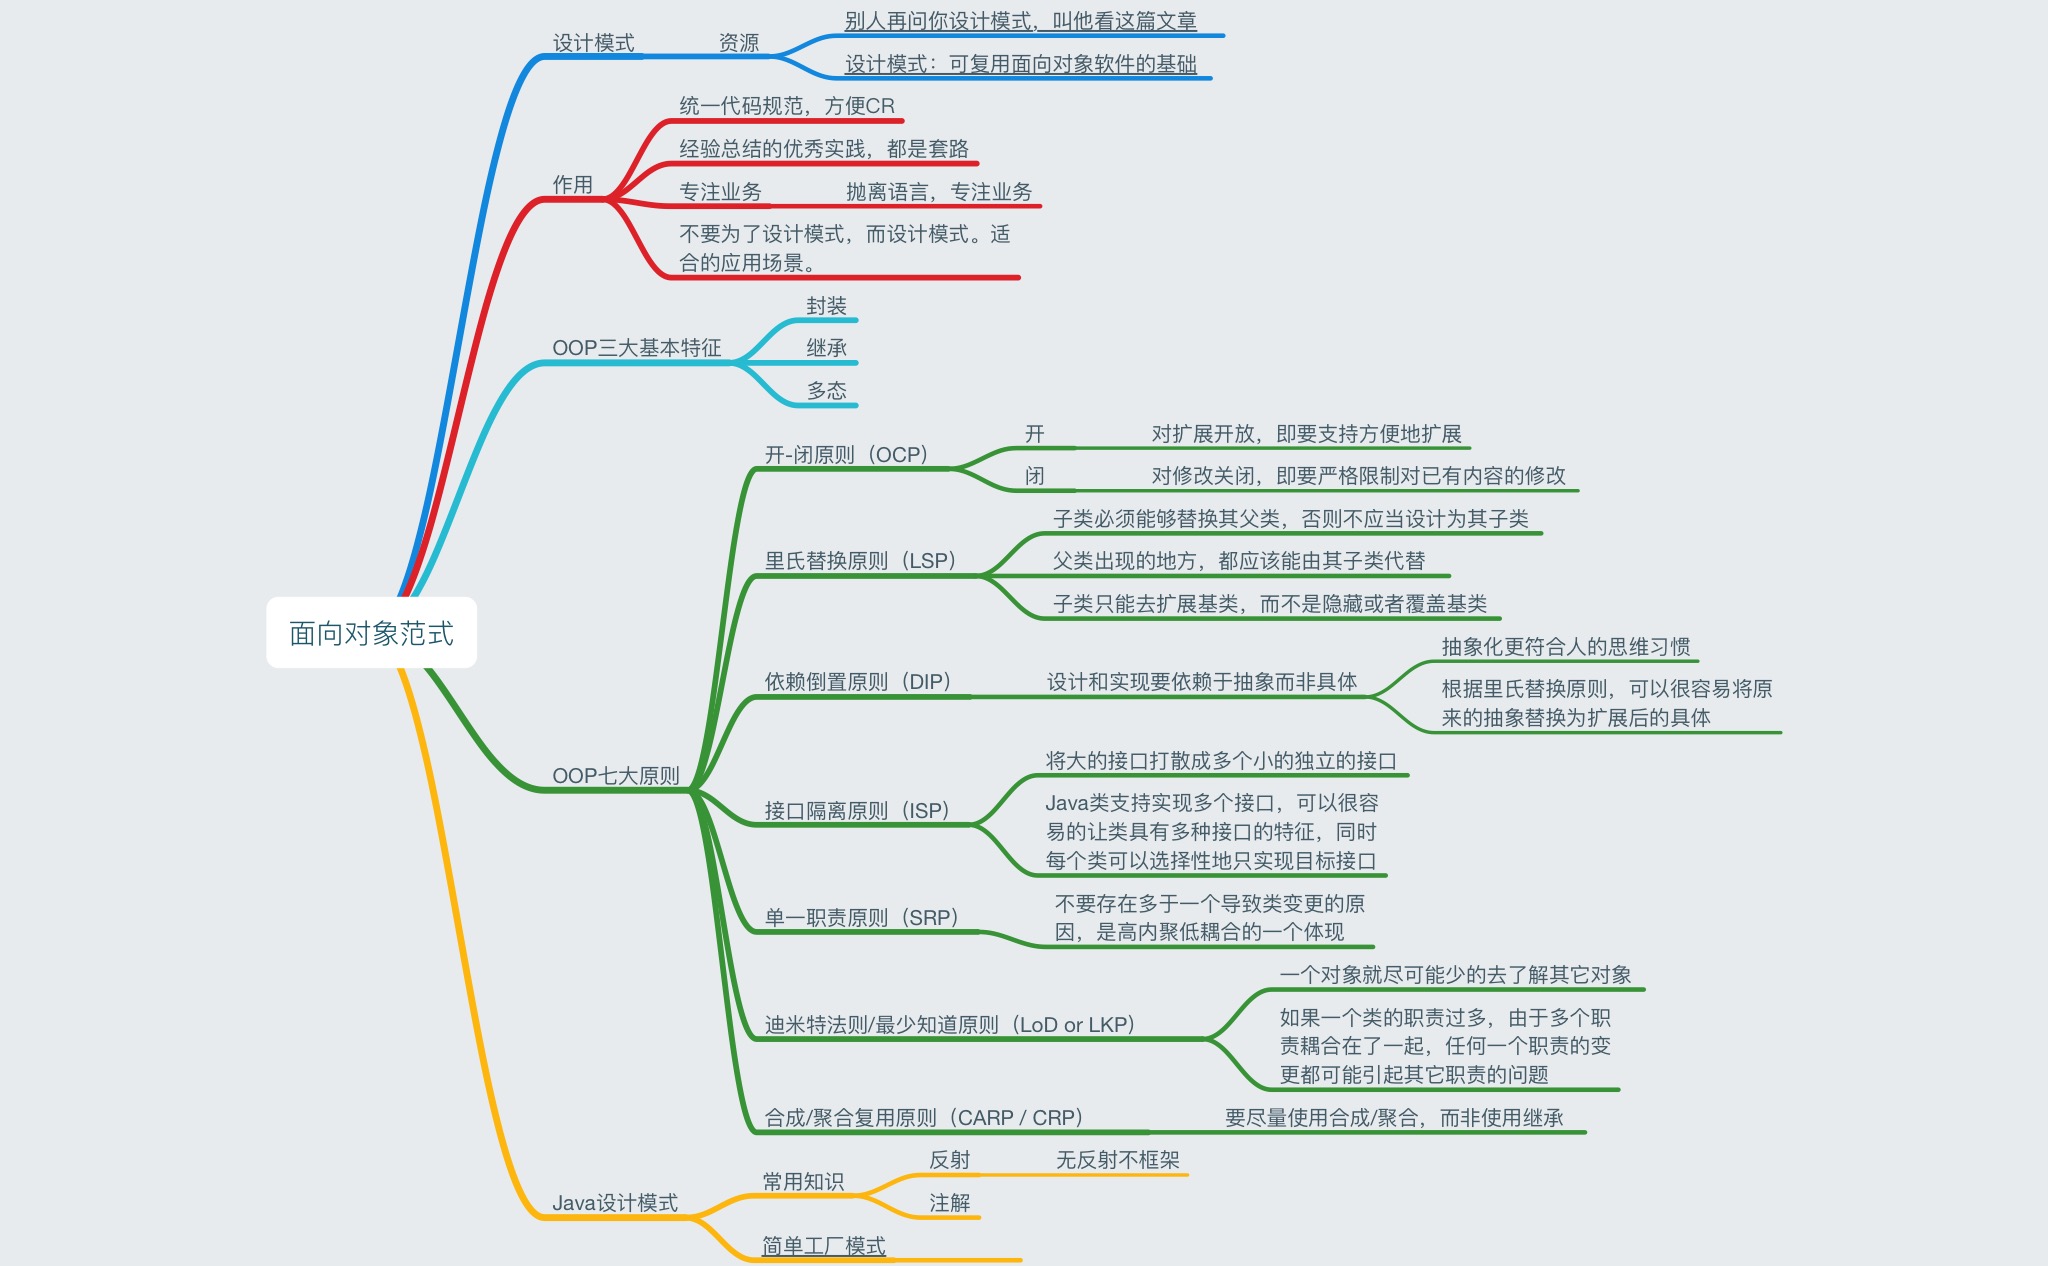 面向对象范式
设计模式
资源
别人再问你设计模式，叫他看这篇文章
设计模式：可复用面向对象软件的基础
作用
统一代码规范，方便CR
经验总结的优秀实践，都是套路
专注业务
抛离语言，专注业务
不要为了设计模式，而设计模式。适
合的应用场景。
OOP三大基本特征
封装
继承
多态
OOP七大原则
开-闭原则（OCP）
开
对扩展开放，即要支持方便地扩展
闭
对修改关闭，即要严格限制对已有内容的修改
里氏替换原则（LSP）
子类必须能够替换其父类，否则不应当设计为其子类
父类出现的地方，都应该能由其子类代替
子类只能去扩展基类，而不是隐藏或者覆盖基类
依赖倒置原则（DIP）
设计和实现要依赖于抽象而非具体
抽象化更符合人的思维习惯
根据里氏替换原则，可以很容易将原
来的抽象替换为扩展后的具体
接口隔离原则（ISP）
将大的接口打散成多个小的独立的接口
Java类支持实现多个接口，可以很容
易的让类具有多种接口的特征，同时
每个类可以选择性地只实现目标接口
单一职责原则（SRP）
不要存在多于一个导致类变更的原
因，是高内聚低耦合的一个体现
迪米特法则/最少知道原则（LoD or LKP）
一个对象就尽可能少的去了解其它对象
如果一个类的职责过多，由于多个职
责耦合在了一起，任何一个职责的变
更都可能引起其它职责的问题
合成/聚合复用原则（CARP / CRP）
要尽量使用合成/聚合，而非使用继承
Java设计模式
常用知识
反射
无反射不框架
注解
简单工厂模式